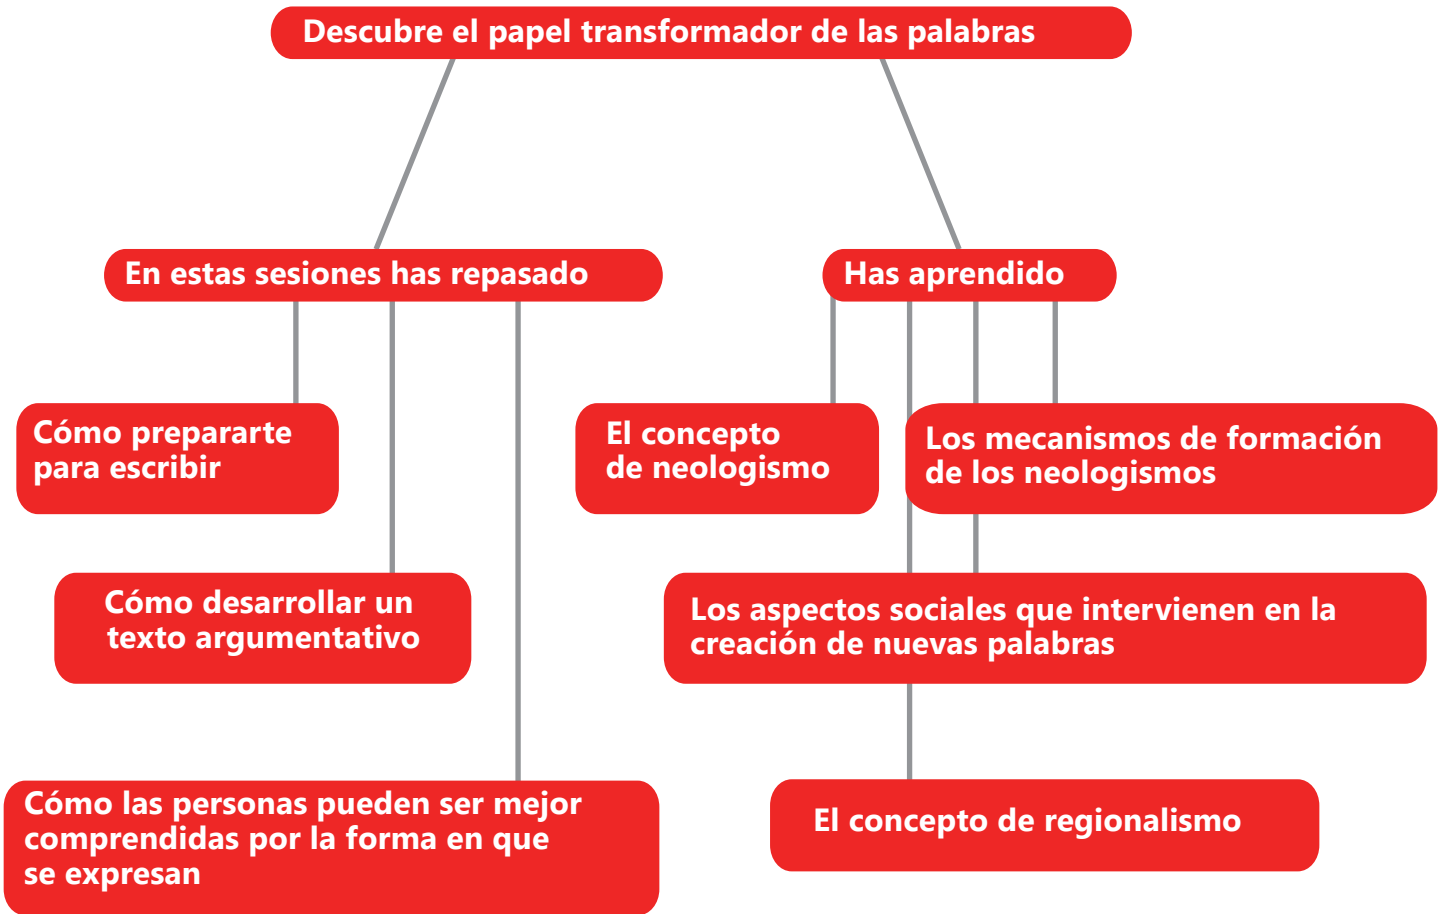 Descubre el papel transformador de las palabras
En estas sesiones has repasado
Cómo prepararte
para escribir
Cómo desarrollar un
texto argumentativo
Cómo las personas pueden ser mejor
comprendidas por la forma en que
se expresan
Has aprendido
El concepto
de neologismo
Los mecanismos de formación
de los neologismos
Los aspectos sociales que intervienen en la
creación de nuevas palabras
El concepto de regionalismo